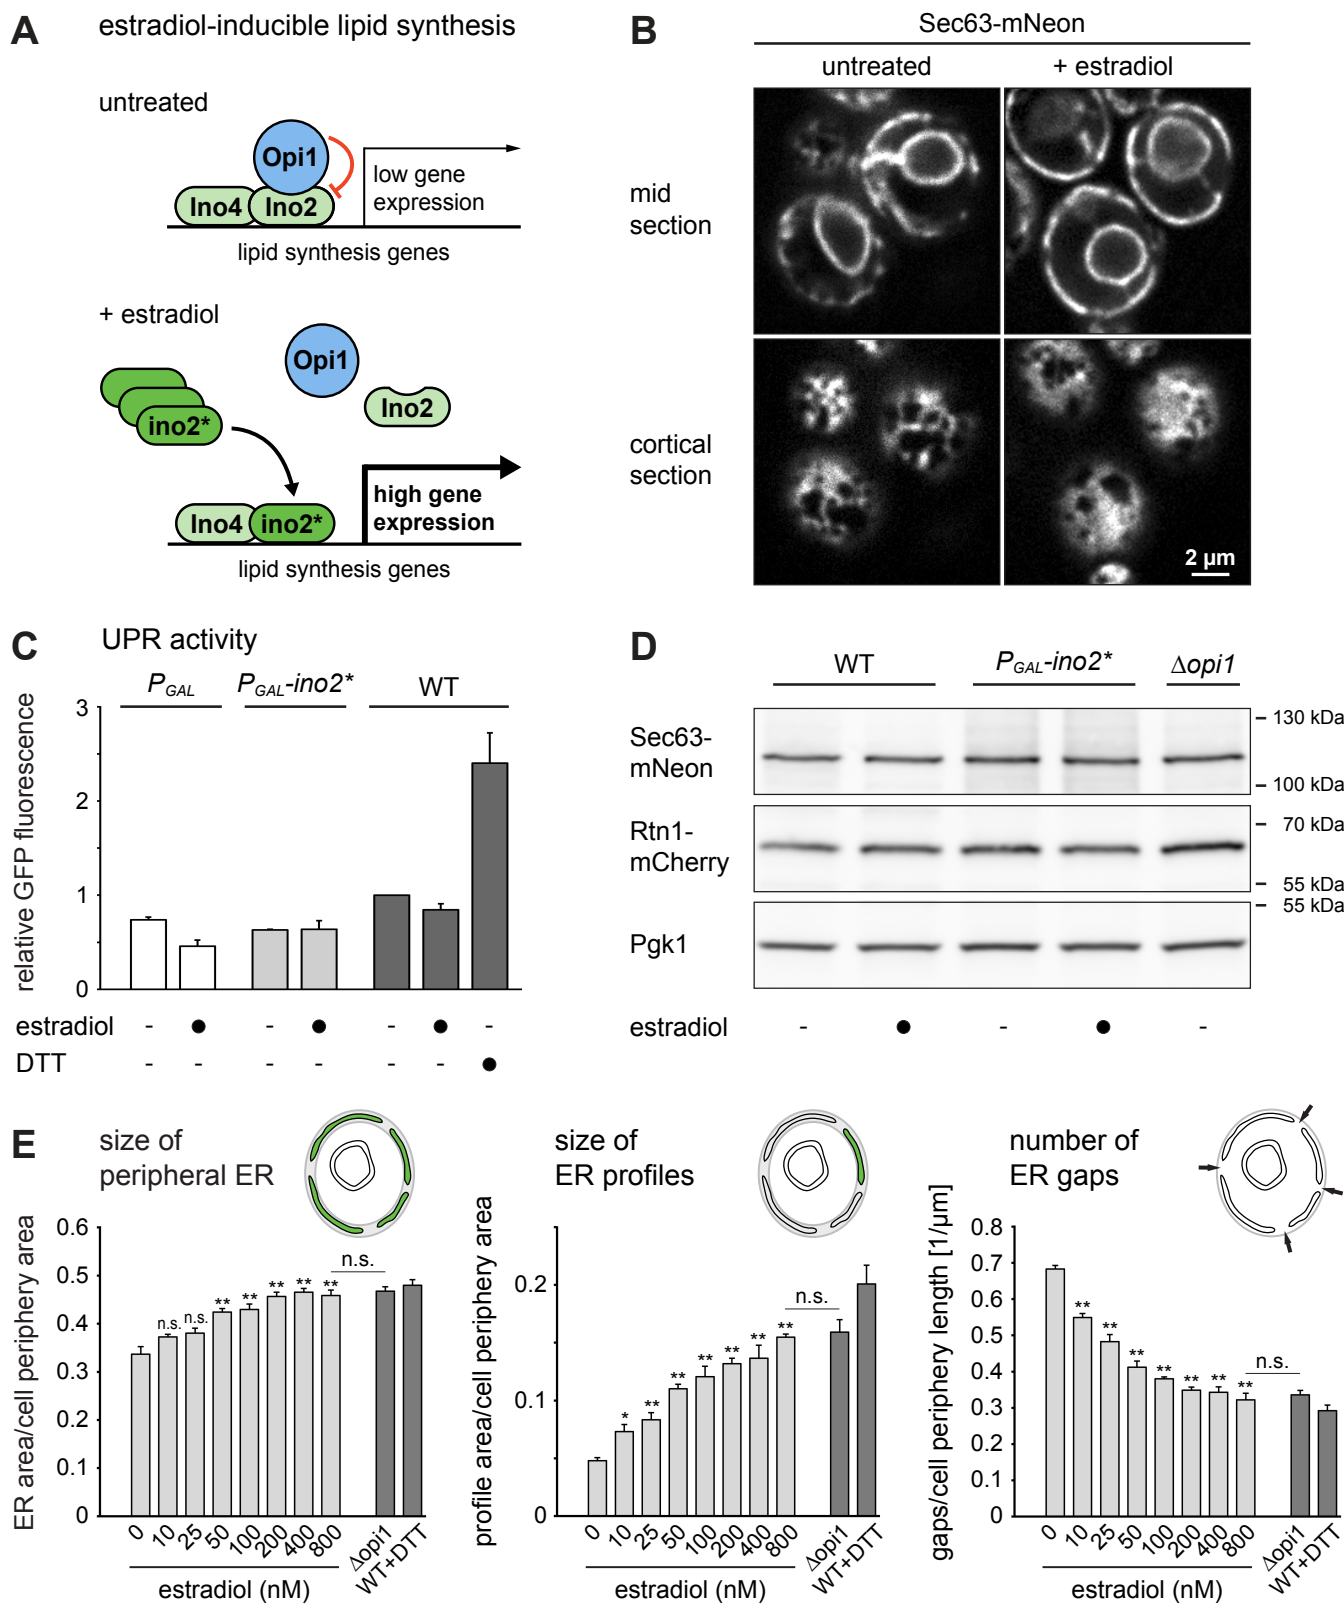 A
estradiol-inducible lipid synthesis
untreated
Opi1
Ino4
Ino2
low gene
expression
lipid synthesis genes
+ estradiol
Opi1
Ino2
ino2*
Ino4
ino2*
high gene
expression
lipid synthesis genes
B
Sec63-mNeon
untreated
+ estradiol
mid
section
cortical
section
2 µm
C
UPR activity
P_GAL
P_GAL-ino2*
WT
relative GFP fluorescence
3
2
1
0
estradiol - ● - ● - ● -
DTT - - - - - - ●
D
WT
P_GAL-ino2*
Δopi1
Sec63-
mNeon
130 kDa
100 kDa
Rtn1-
mCherry
70 kDa
55 kDa
Pgk1
55 kDa
estradiol - ● - ● -
E
size of
peripheral ER
ER area/cell periphery area
0.6
0.5
0.4
0.3
0.2
0.1
0
n.s. n.s. ** ** ** ** **
n.s.
0 10 25 50 100 200 400 800 Δopi1 WT+DTT
estradiol (nM)
size of
ER profiles
profile area/cell periphery area
0.2
0.1
0
* ** ** ** ** ** **
n.s.
0 10 25 50 100 200 400 800 Δopi1 WT+DTT
estradiol (nM)
number of
ER gaps
gaps/cell periphery length [1/µm]
0.8
0.7
0.6
0.5
0.4
0.3
0.2
0.1
0
** ** ** ** ** ** **
n.s.
0 10 25 50 100 200 400 800 Δopi1 WT+DTT
estradiol (nM)